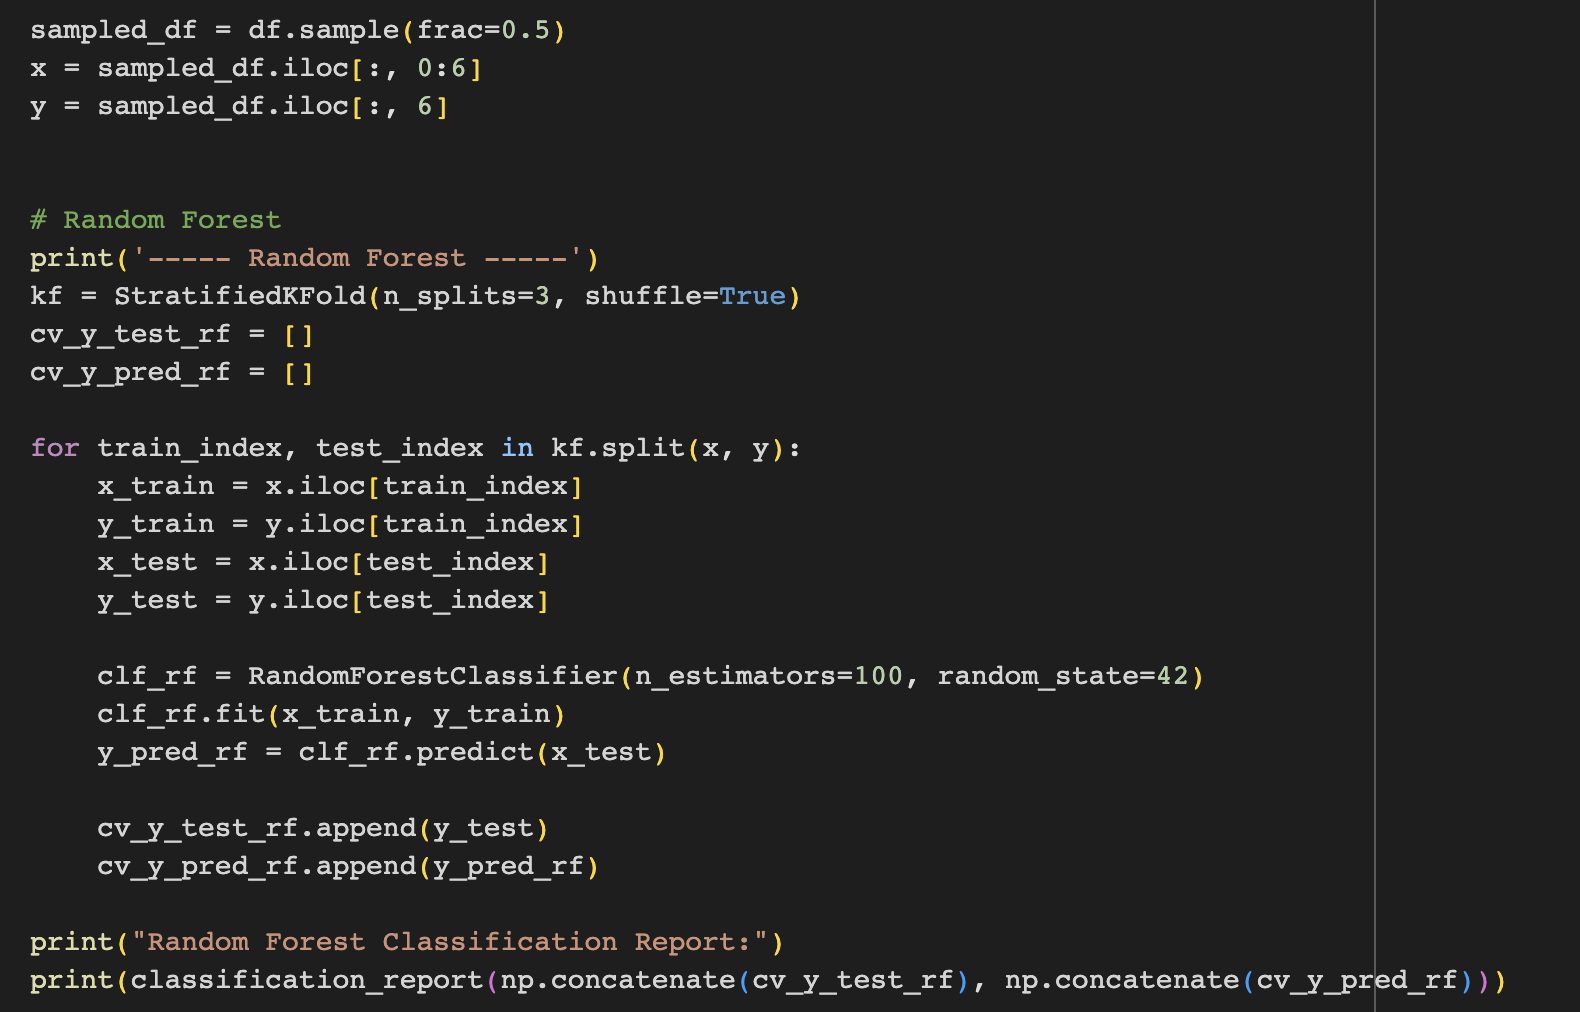 sampled_df = df.sample(frac=0.5)
x = sampled_df.iloc[:, 0:6]
y = sampled_df.iloc[:, 6]
# Random Forest
print('----- Random Forest -----')
kf = StratifiedKFold(n_splits=3, shuffle=True)
cv_y_test_rf = []
cv_y_pred_rf = []
for train_index, test_index in kf.split(x, y):
    x_train = x.iloc[train_index]
    y_train = y.iloc[train_index]
    x_test = x.iloc[test_index]
    y_test = y.iloc[test_index]
    clf_rf = RandomForestClassifier(n_estimators=100, random_state=42)
    clf_rf.fit(x_train, y_train)
    y_pred_rf = clf_rf.predict(x_test)
    cv_y_test_rf.append(y_test)
    cv_y_pred_rf.append(y_pred_rf)
print("Random Forest Classification Report:")
print(classification_report(np.concatenate(cv_y_test_rf), np.concatenate(cv_y_pred_rf)))